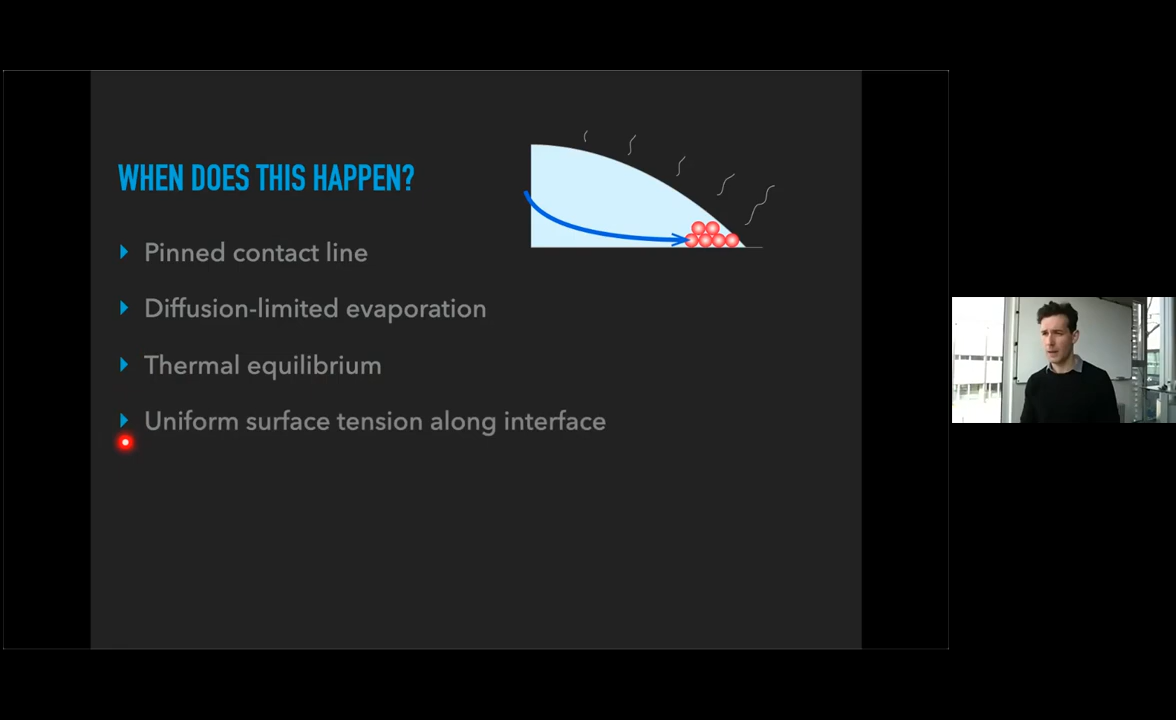 WHEN DOES THIS HAPPEN?
Pinned contact line
Diffusion-limited evaporation
Thermal equilibrium
Uniform surface tension along interface